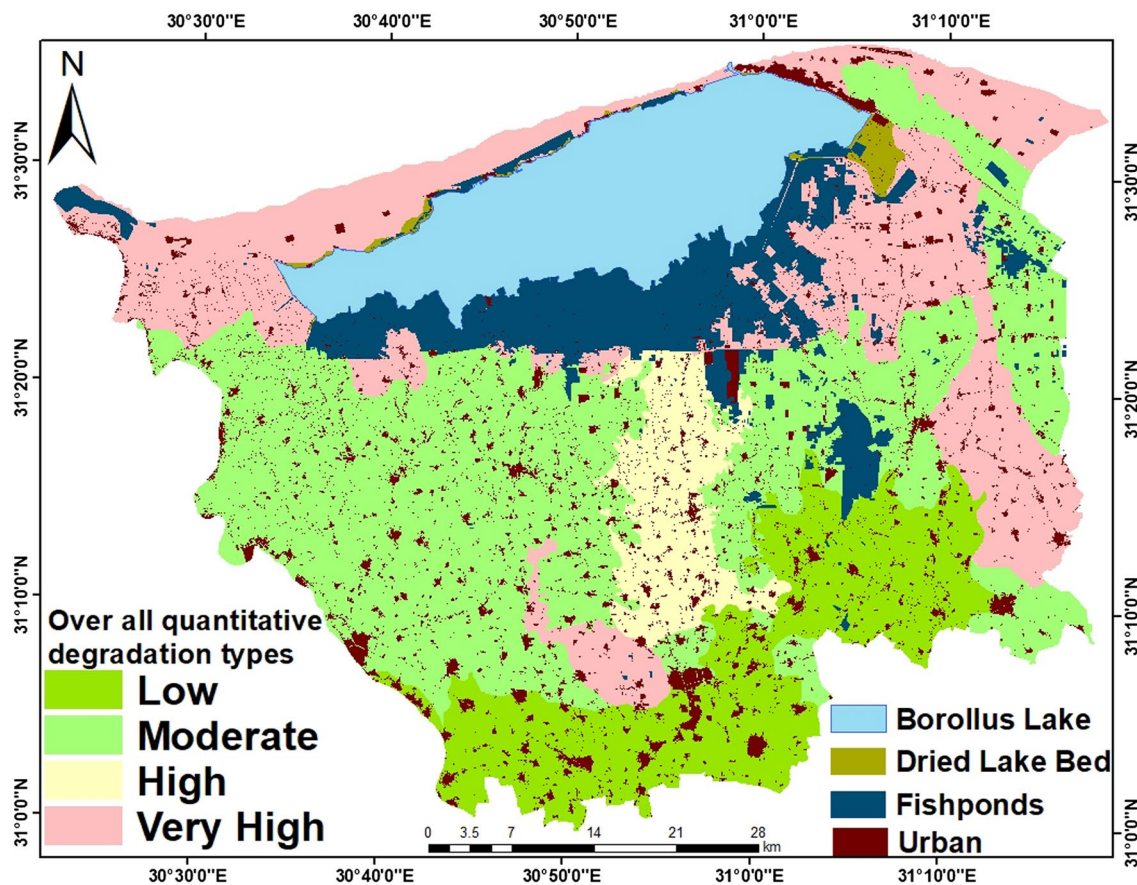 30°30'0"E 30°40'0"E 30°50'0"E 31°0'0"E 31°10'0"E
N
31°30'0"N 31°30'0"N
31°20'0"N 31°20'0"N
31°10'0"N 31°10'0"N
31°0'0"N 31°0'0"N
Over all quantitative
degradation types
Low
Moderate
High
Very High
Borollus Lake
Dried Lake Bed
Fishponds
Urban
0 3.5 7 14 21 28
km
30°30'0"E 30°40'0"E 30°50'0"E 31°0'0"E 31°10'0"E